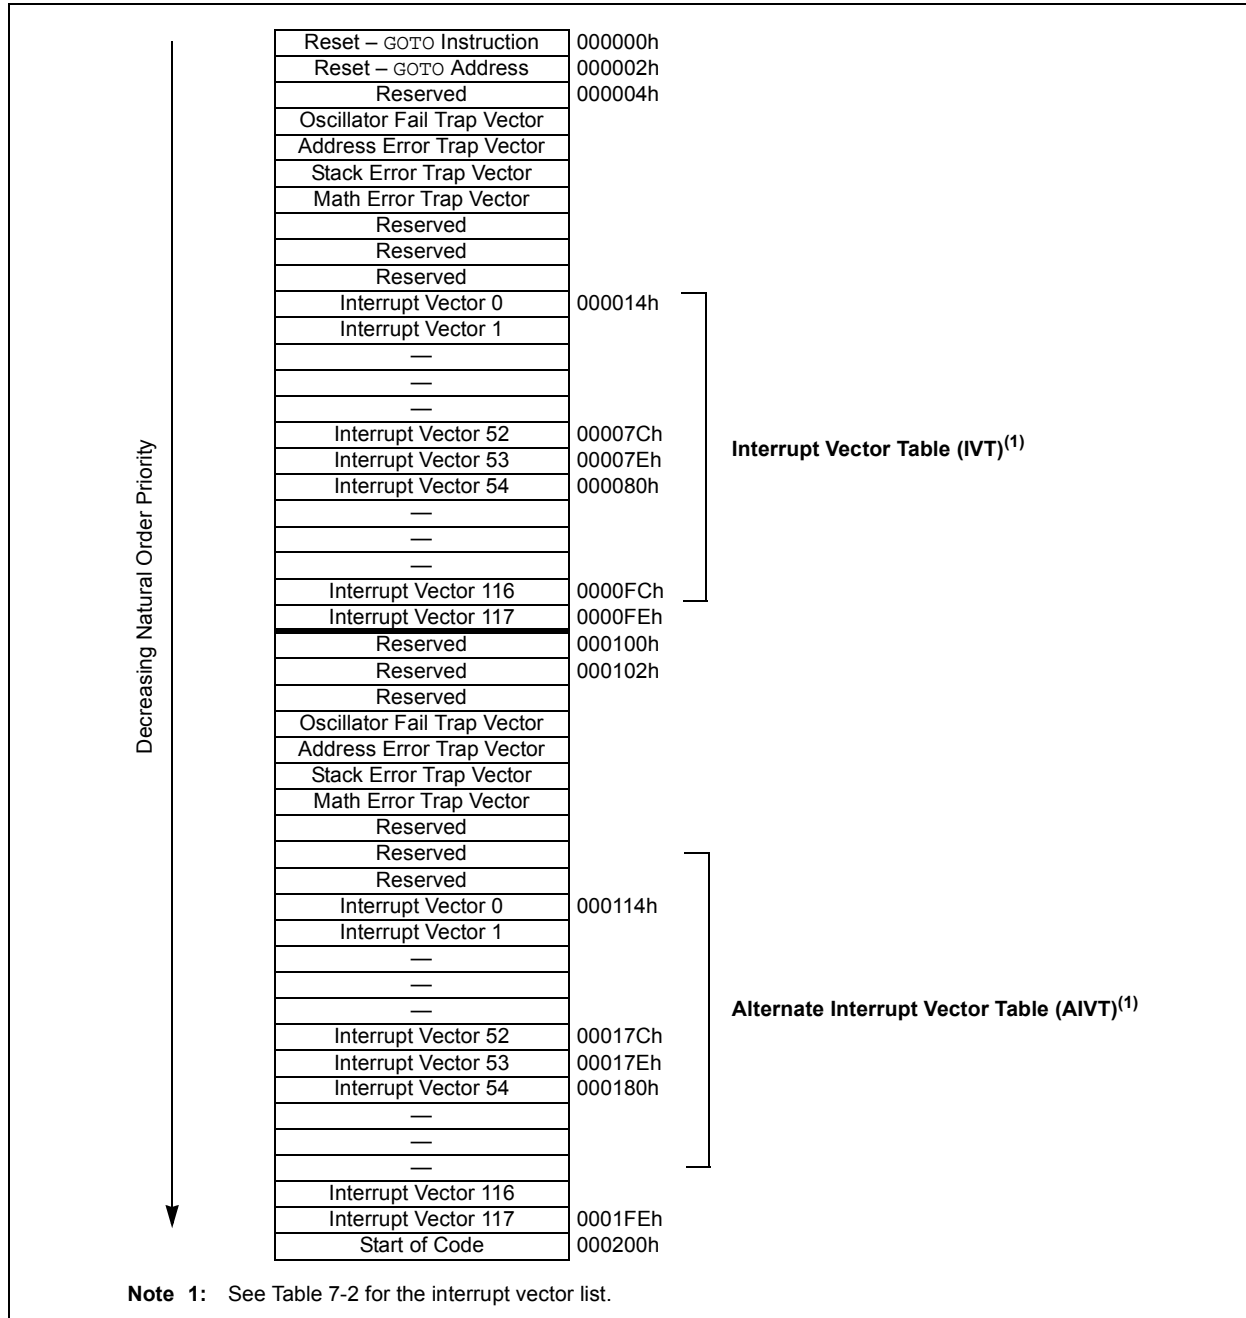 Reset – GOTO Instruction 000000h
Reset – GOTO Address 000002h
Reserved 000004h
Oscillator Fail Trap Vector
Address Error Trap Vector
Stack Error Trap Vector
Math Error Trap Vector
Reserved
Reserved
Reserved
Interrupt Vector 0 000014h
Interrupt Vector 1
—
—
—
Interrupt Vector 52 00007Ch
Interrupt Vector 53 00007Eh
Interrupt Vector 54 000080h
—
—
—
Interrupt Vector 116 0000FCh
Interrupt Vector 117 0000FEh
Reserved 000100h
Reserved 000102h
Reserved
Oscillator Fail Trap Vector
Address Error Trap Vector
Stack Error Trap Vector
Math Error Trap Vector
Reserved
Reserved
Reserved
Interrupt Vector 0 000114h
Interrupt Vector 1
—
—
—
Interrupt Vector 52 00017Ch
Interrupt Vector 53 00017Eh
Interrupt Vector 54 000180h
—
—
—
Interrupt Vector 116
Interrupt Vector 117 0001FEh
Start of Code 000200h
Decreasing Natural Order Priority
Interrupt Vector Table (IVT)(1)
Alternate Interrupt Vector Table (AIVT)(1)
Note 1: See Table 7-2 for the interrupt vector list.